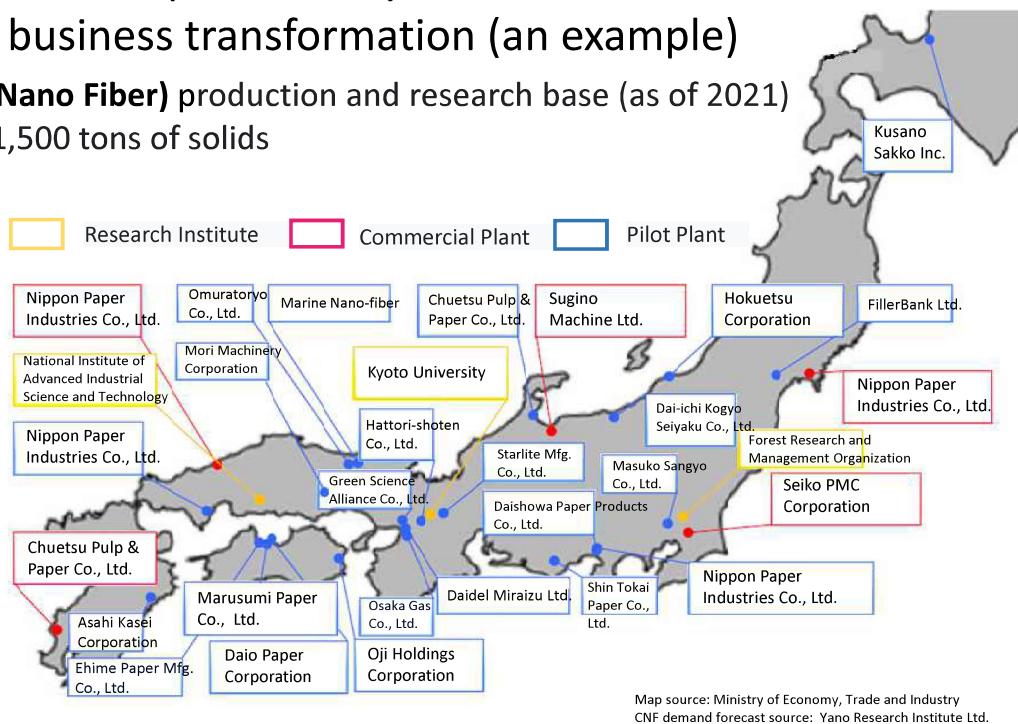 business transformation (an example)
Nano Fiber) production and research base (as of 2021)
1,500 tons of solids
Kusano
Sakko Inc.
Research Institute
Commercial Plant
Pilot Plant
Nippon Paper
Industries Co., Ltd.
Omuratoryo
Co., Ltd.
Marine Nano-fiber
Chuetsu Pulp &
Paper Co., Ltd.
Sugino
Machine Ltd.
Hokuetsu
Corporation
FillerBank Ltd.
National Institute of
Advanced Industrial
Science and Technology
Mori Machinery
Corporation
Kyoto University
Nippon Paper
Industries Co., Ltd.
Nippon Paper
Industries Co., Ltd.
Hattori-shoten
Co., Ltd.
Dai-ichi Kogyo
Seiyaku Co., Ltd.
Forest Research and
Management Organization
Green Science
Alliance Co., Ltd.
Starlite Mfg.
Co., Ltd.
Masuko Sangyo
Co., Ltd.
Seiko PMC
Corporation
Daishowa Paper Products
Co., Ltd.
Chuetsu Pulp &
Paper Co., Ltd.
Asahi Kasei
Corporation
Marusumi Paper
Co., Ltd.
Osaka Gas
Co., Ltd.
Daidel Miraizu Ltd.
Shin Tokai
Paper Co.,
Ltd.
Nippon Paper
Industries Co., Ltd.
Ehime Paper Mfg.
Co., Ltd.
Daio Paper
Corporation
Oji Holdings
Corporation
Map source: Ministry of Economy, Trade and Industry
CNF demand forecast source: Yano Research Institute Ltd.